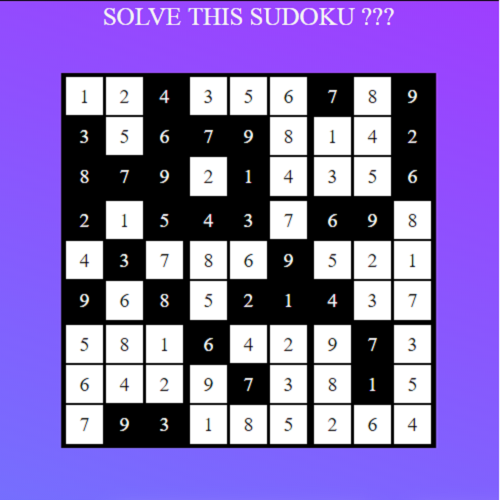 SOLVE THIS SUDOKU ???
1 2 4 3 5 6 7 8 9
3 5 6 7 9 8 1 4 2
8 7 9 2 1 4 3 5 6
2 1 5 4 3 7 6 9 8
4 3 7 8 6 9 5 2 1
9 6 8 5 2 1 4 3 7
5 8 1 6 4 2 9 7 3
6 4 2 9 7 3 8 1 5
7 9 3 1 8 5 2 6 4